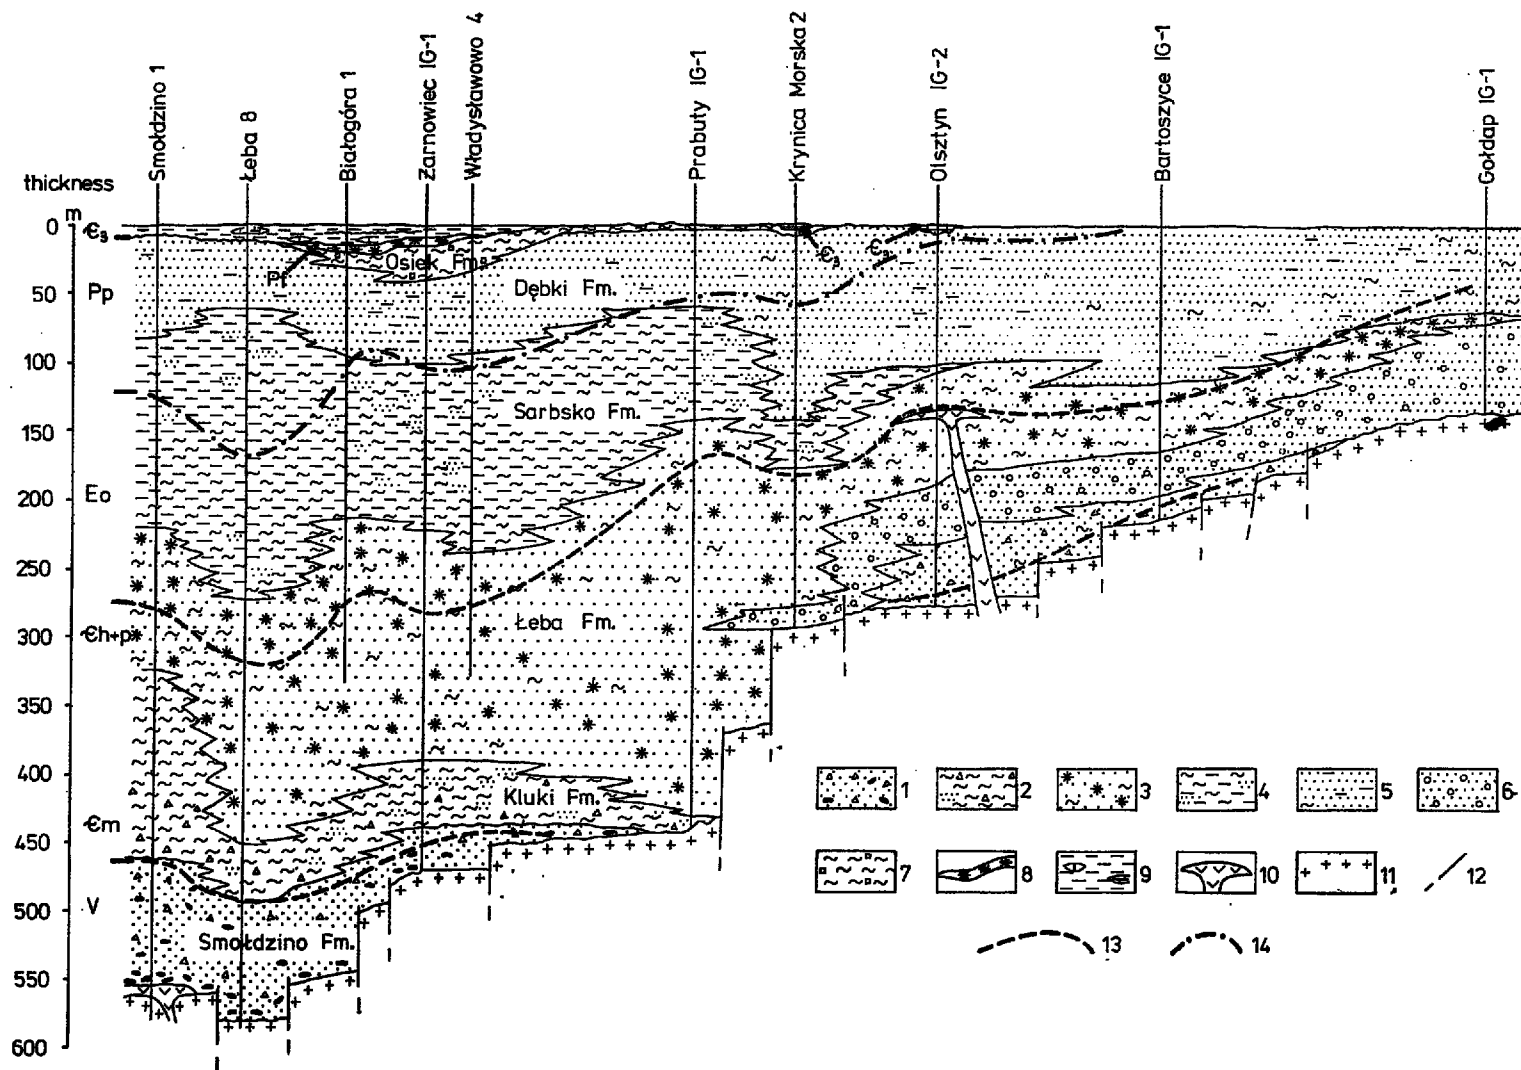 Smołdzino 1
Łeba 8
Białogóra 1
Żarnowiec IG-1
Władysławowo 4
Prabuty IG-1
Krynica Morska 2
Olsztyn IG-2
Bartoszyce IG-1
Gołdap IG-1
thickness
m
0
Є₃
Osiek Fm.
Pf
Є₃
Є₃
50
Pp
Dębki Fm.
100
Sarbsko Fm.
150
200
Eo
250
300
Єh+p
Łeba Fm.
350
400
Kluki Fm.
Єm
450
500
V
Smołdzino Fm.
550
600
1
2
3
4
5
6
7
8
9
10
11
12
13
14